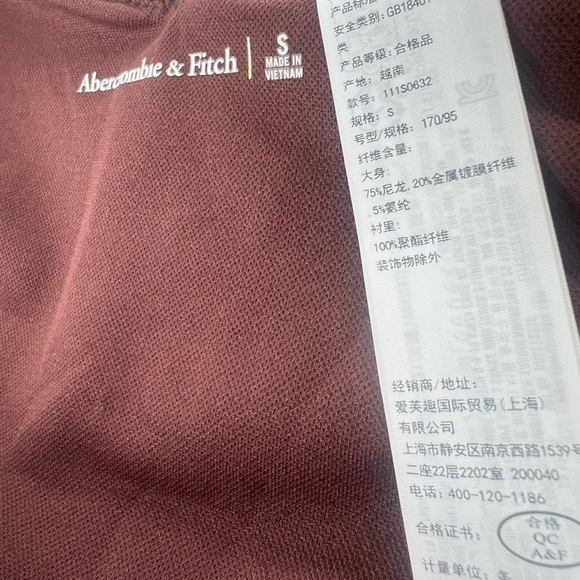 Abercrombie & Fitch
S
MADE IN
VIETNAM
安全类别: GB18401
类
产品等级: 合格品
产地: 越南
款号: 111S0632
规格: S
号型/规格: 170/95
纤维含量:
大身:
75%尼龙,20%金属镀膜纤维
,5%氨纶
衬里:
100%聚酯纤维
装饰物除外
经销商/地址:
爱芙趣国际贸易(上海)
有限公司
上海市静安区南京西路1539号
二座22层2202室 200040
电话: 400-120-1186
合格证书:
合格
QC
A&F
计量单位: